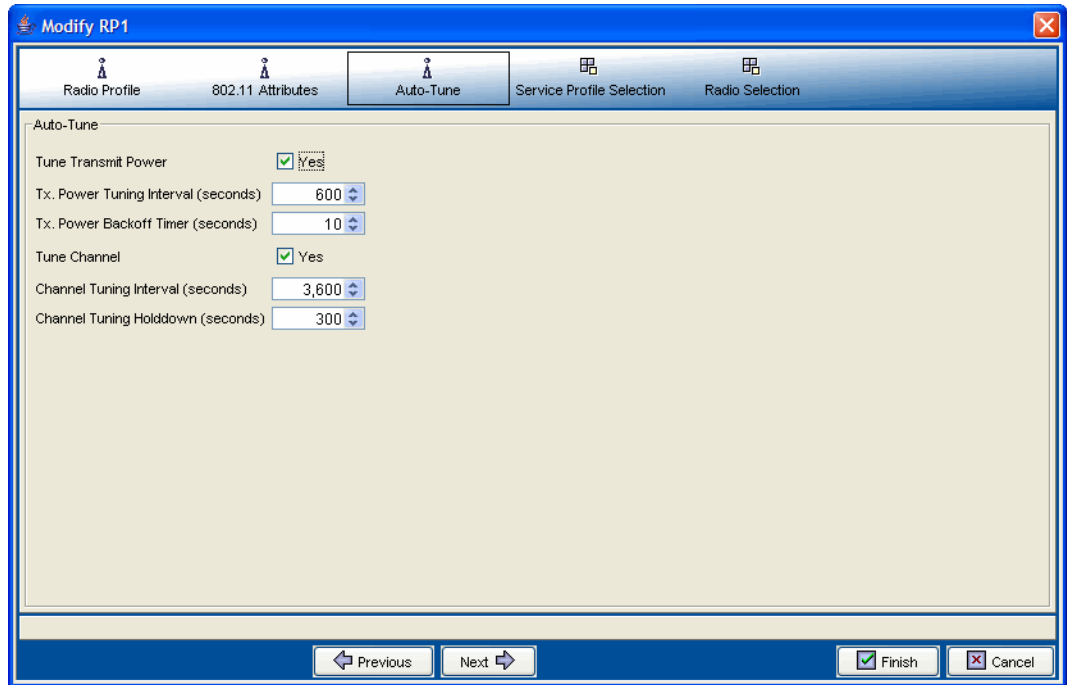 Modify RP1
Radio Profile
802.11 Attributes
Auto-Tune
Service Profile Selection
Radio Selection
Auto-Tune
Tune Transmit Power Yes
Tx. Power Tuning Interval (seconds) 600
Tx. Power Backoff Timer (seconds) 10
Tune Channel Yes
Channel Tuning Interval (seconds) 3,600
Channel Tuning Holddown (seconds) 300
Previous
Next
Finish
Cancel